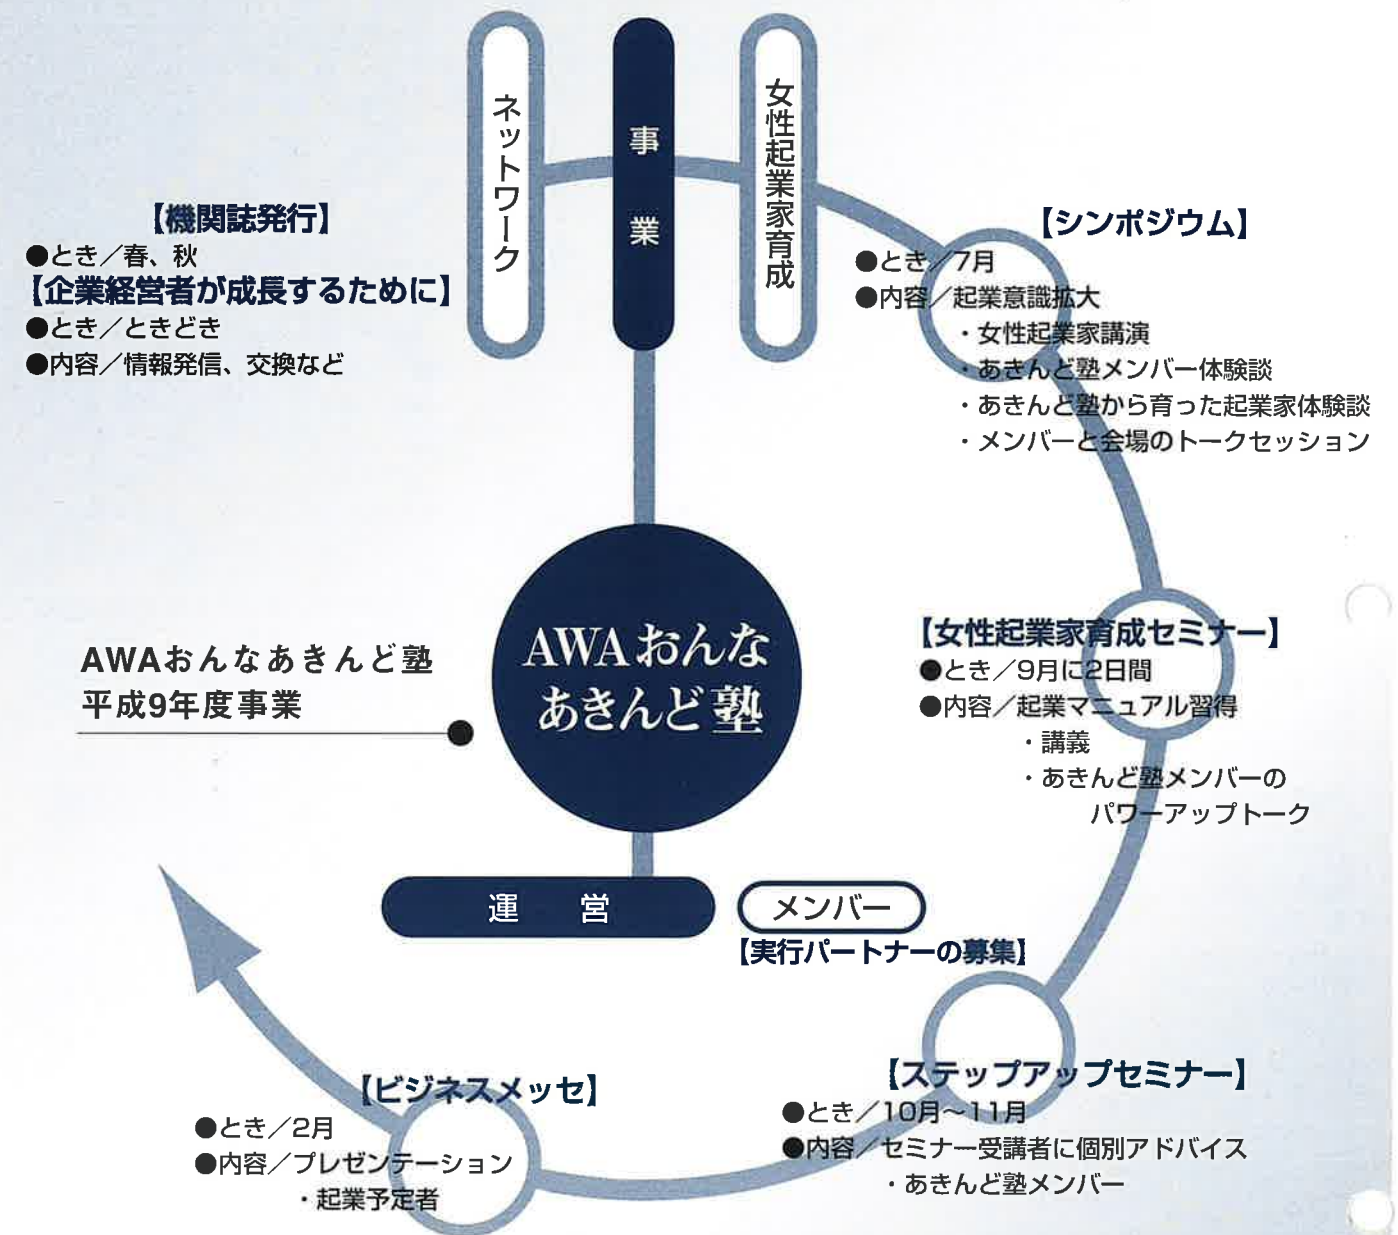 ネットワーク
事業
女性起業家育成
【機関誌発行】
●とき／春、秋
【企業経営者が成長するために】
●とき／ときどき
●内容／情報発信、交換など
【シンポジウム】
●とき／7月
●内容／起業意識拡大
・女性起業家講演
・あきんど塾メンバー体験談
・あきんど塾から育った起業家体験談
・メンバーと会場のトークセッション
AWAおんな
あきんど塾
AWAおんなあきんど塾
平成9年度事業
【女性起業家育成セミナー】
●とき／9月に2日間
●内容／起業マニュアル習得
・講義
・あきんど塾メンバーの
パワーアップトーク
運営
メンバー
【実行パートナーの募集】
【ステップアップセミナー】
●とき／10月～11月
●内容／セミナー受講者に個別アドバイス
・あきんど塾メンバー
【ビジネスメッセ】
●とき／2月
●内容／プレゼンテーション
・起業予定者